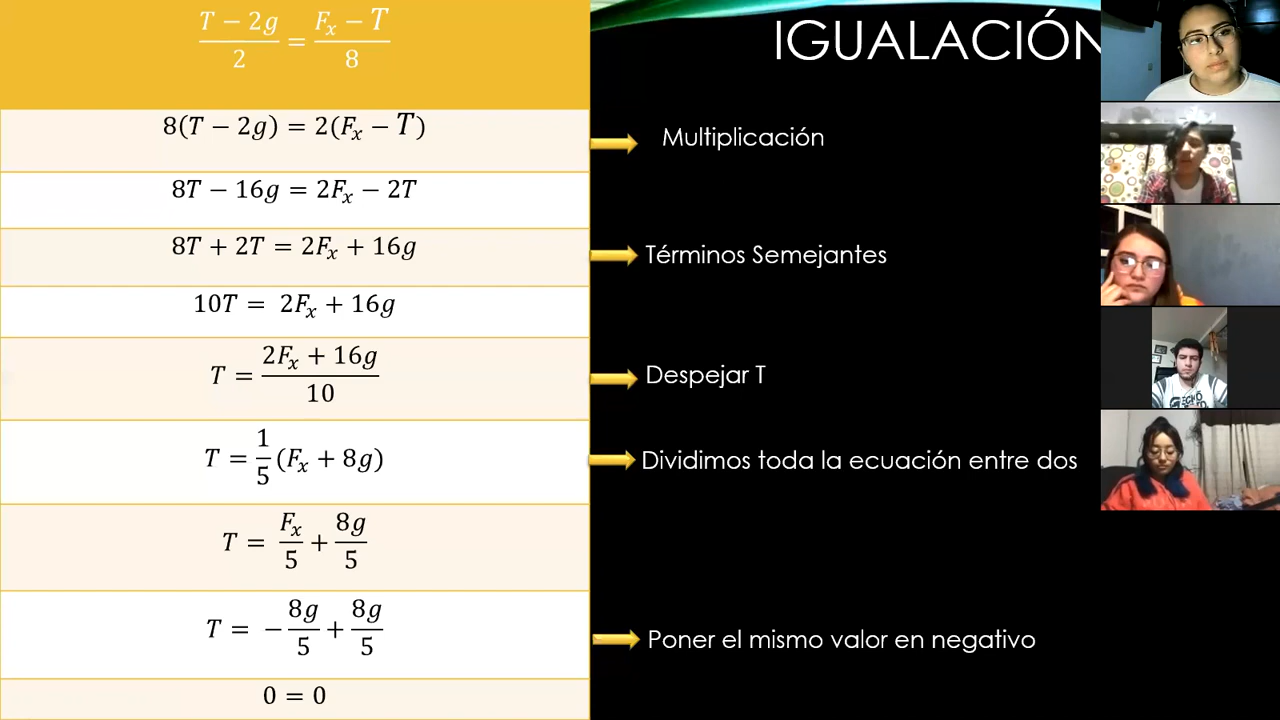 IGUALACIÓN
(T − 2g)/2 = (Fₓ − T)/8
8(T − 2g) = 2(Fₓ − T)
Multiplicación
8T − 16g = 2Fₓ − 2T
8T + 2T = 2Fₓ + 16g
Términos Semejantes
10T = 2Fₓ + 16g
T = (2Fₓ + 16g)/10
Despejar T
T = 1/5 (Fₓ + 8g)
Dividimos toda la ecuación entre dos
T = Fₓ/5 + 8g/5
T = − 8g/5 + 8g/5
Poner el mismo valor en negativo
0 = 0